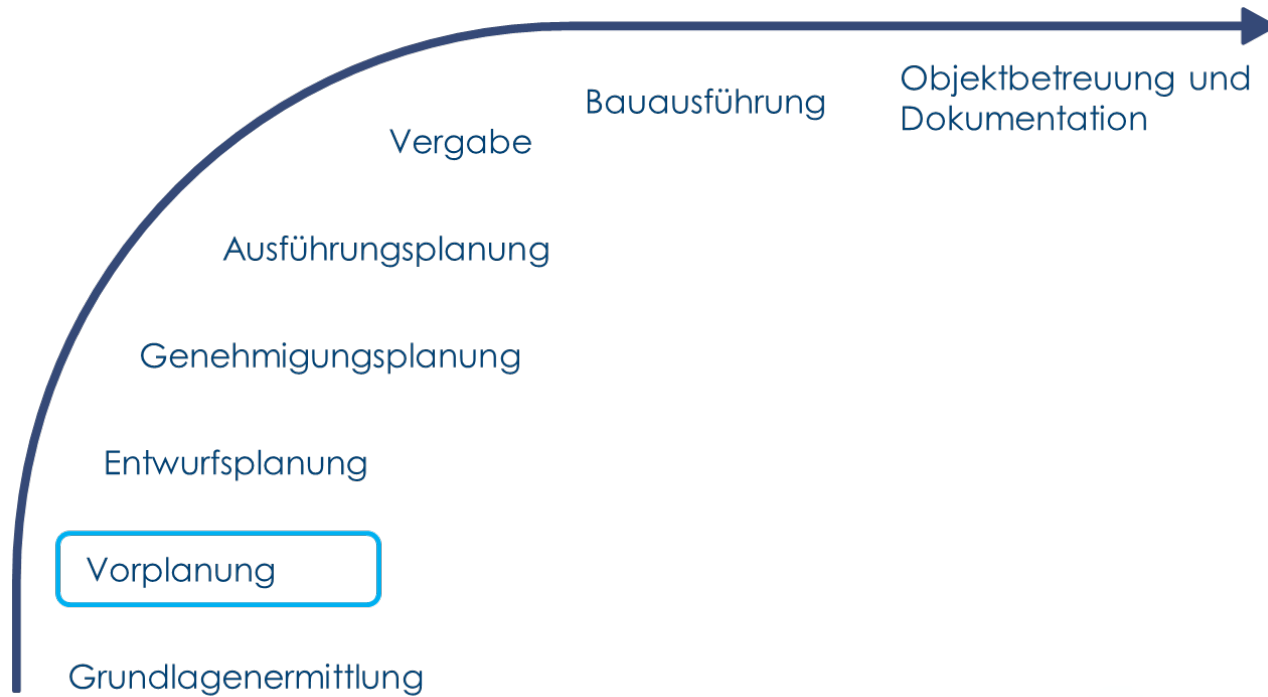 Objektbetreuung und
Dokumentation
Bauausführung
Vergabe
Ausführungsplanung
Genehmigungsplanung
Entwurfsplanung
Vorplanung
Grundlagenermittlung